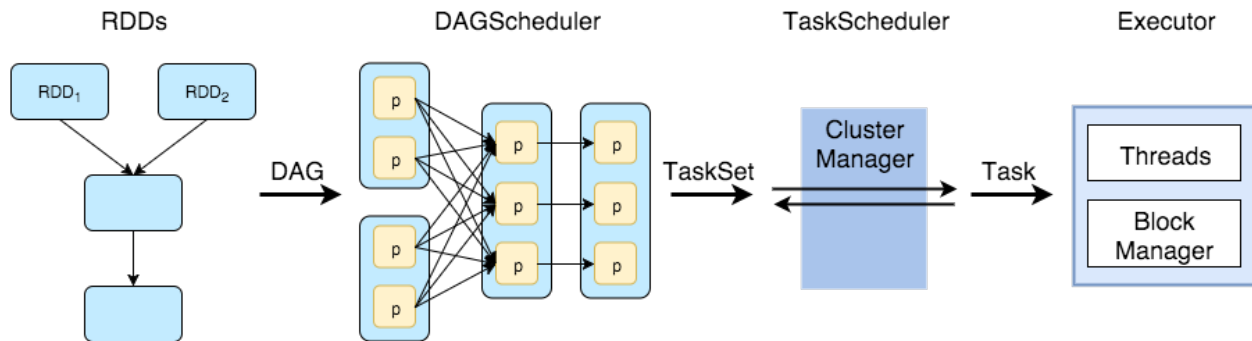 RDDs
DAGScheduler
TaskScheduler
Executor
RDD₁
RDD₂
DAG
p
p
p
p
p
p
p
p
p
p
TaskSet
Cluster
Manager
Task
Threads
Block
Manager